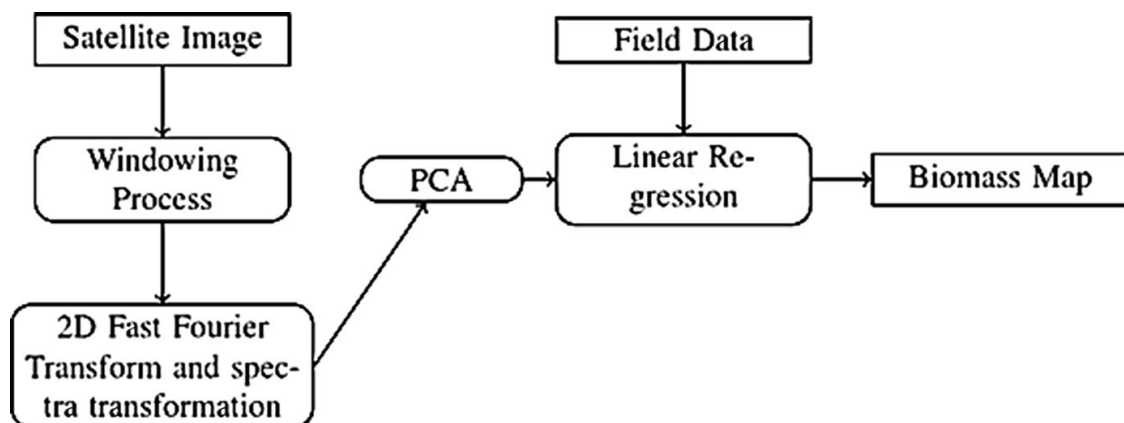 Satellite Image
Windowing
Process
2D Fast Fourier
Transform and spec-
tra transformation
PCA
Field Data
Linear Re-
gression
Biomass Map